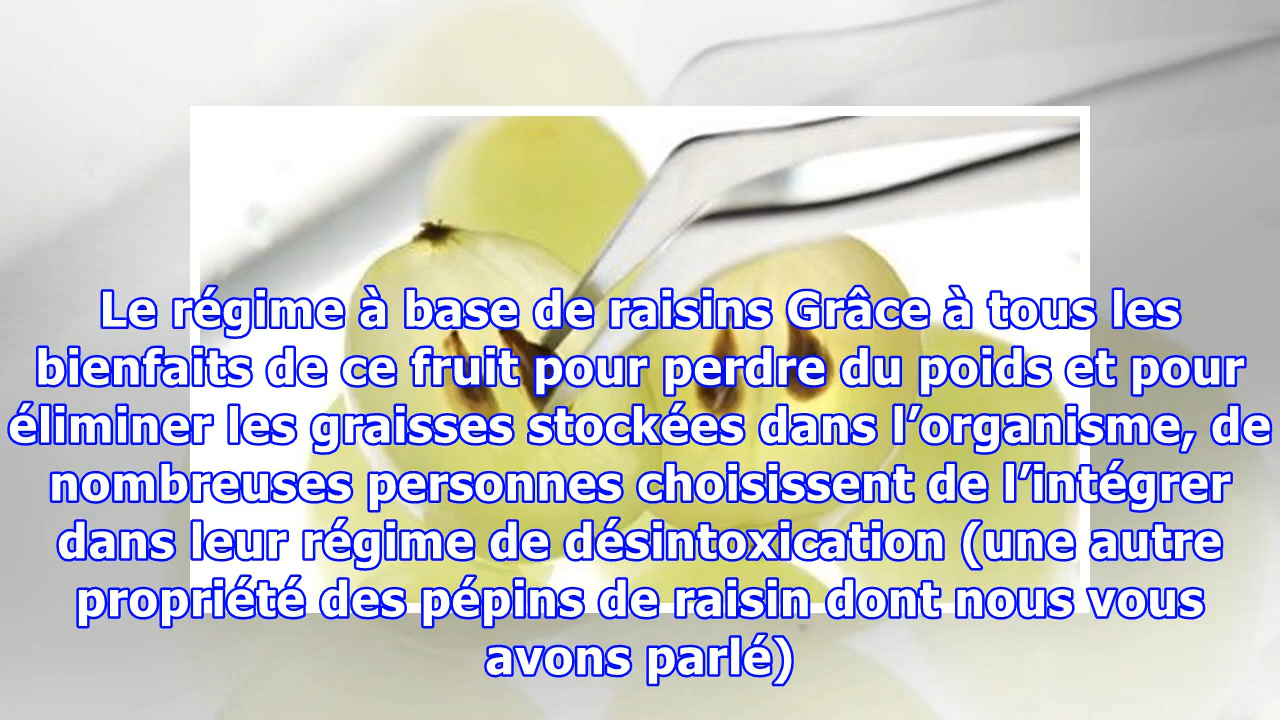 Le régime à base de raisins Grâce à tous les
bienfaits de ce fruit pour perdre du poids et pour
éliminer les graisses stockées dans l’organisme, de
nombreuses personnes choisissent de l’intégrer
dans leur régime de désintoxication (une autre
propriété des pépins de raisin dont nous vous
avons parlé)